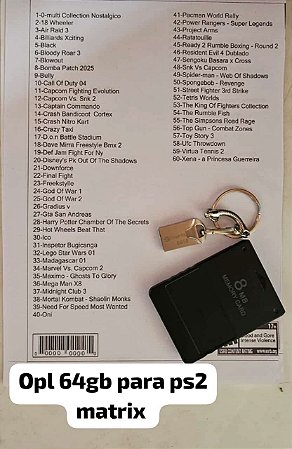 1-0-multi Collection Nostalgico
2-18 Wheeler
3-Air Raid 3
4-Billiards Xciting
5-Black
6-Bloody Roar 3
7-Blowout
8-Bomba Patch 2025
9-Bully
10-Call Of Duty 04
11-Capcom Fighting Evolution
12-Capcom Vs. Snk 2
13-Captain Commando
14-Crash Bandicoot Cortex
15-Crash Nitro Kart
16-Crazy Taxi
17-D.o.n Battle Stadium
18-Dave Mirra Freestyle Bmx 2
19-Def Jam Fight For Ny
20-Disney's Pk Out Of The Shadows
21-Downforce
22-Final Fight
23-Freekstylle
24-God Of War 1
25-God Of War 2
26-Gradius v
27-Gta San Andreas
28-Harry Potter Chamber Of The Secrets
29-Hot Wheels Beat That
30-Ico
31-Inspetor Bugicanga
32-Lego Star Wars 01
33-Madagascar 01
34-Marvel Vs. Capcom 2
35-Maximo - Ghosts To Glory
36-Mega Man X8
37-Midnight Club 3
38-Mortal Kombat - Shaolin Monks
39-Need For Speed Most Wanted
40-Oni
41-Pacman World Relly
42-Power Rangers - Super Legends
43-Project Arms
44-Ratatouille
45-Ready 2 Rumble Boxing - Round 2
46-Resident Evil 4 Dublado
47-Sengoku Basara x Cross
48-Snk Vs Capcom
49-Spider-man - Web Of Shadows
50-Spongebob - Revenge
51-Street Fighter 3rd Strike
52-Tetris Worlds
53-The King Of Fighters Collection
54-The Rumble Fish
55-The Simpsons Reed Rage
56-Top Gun - Combat Zones
57-Toy Story 3
58-Ufc Throwdown
59-Virtua Tennis 2
60-Xena - a Princesa Guerreira
8 MB
MEMORY CARD
17+
Blood and Gore
Intense Violence
Opl 64gb para ps2
matrix